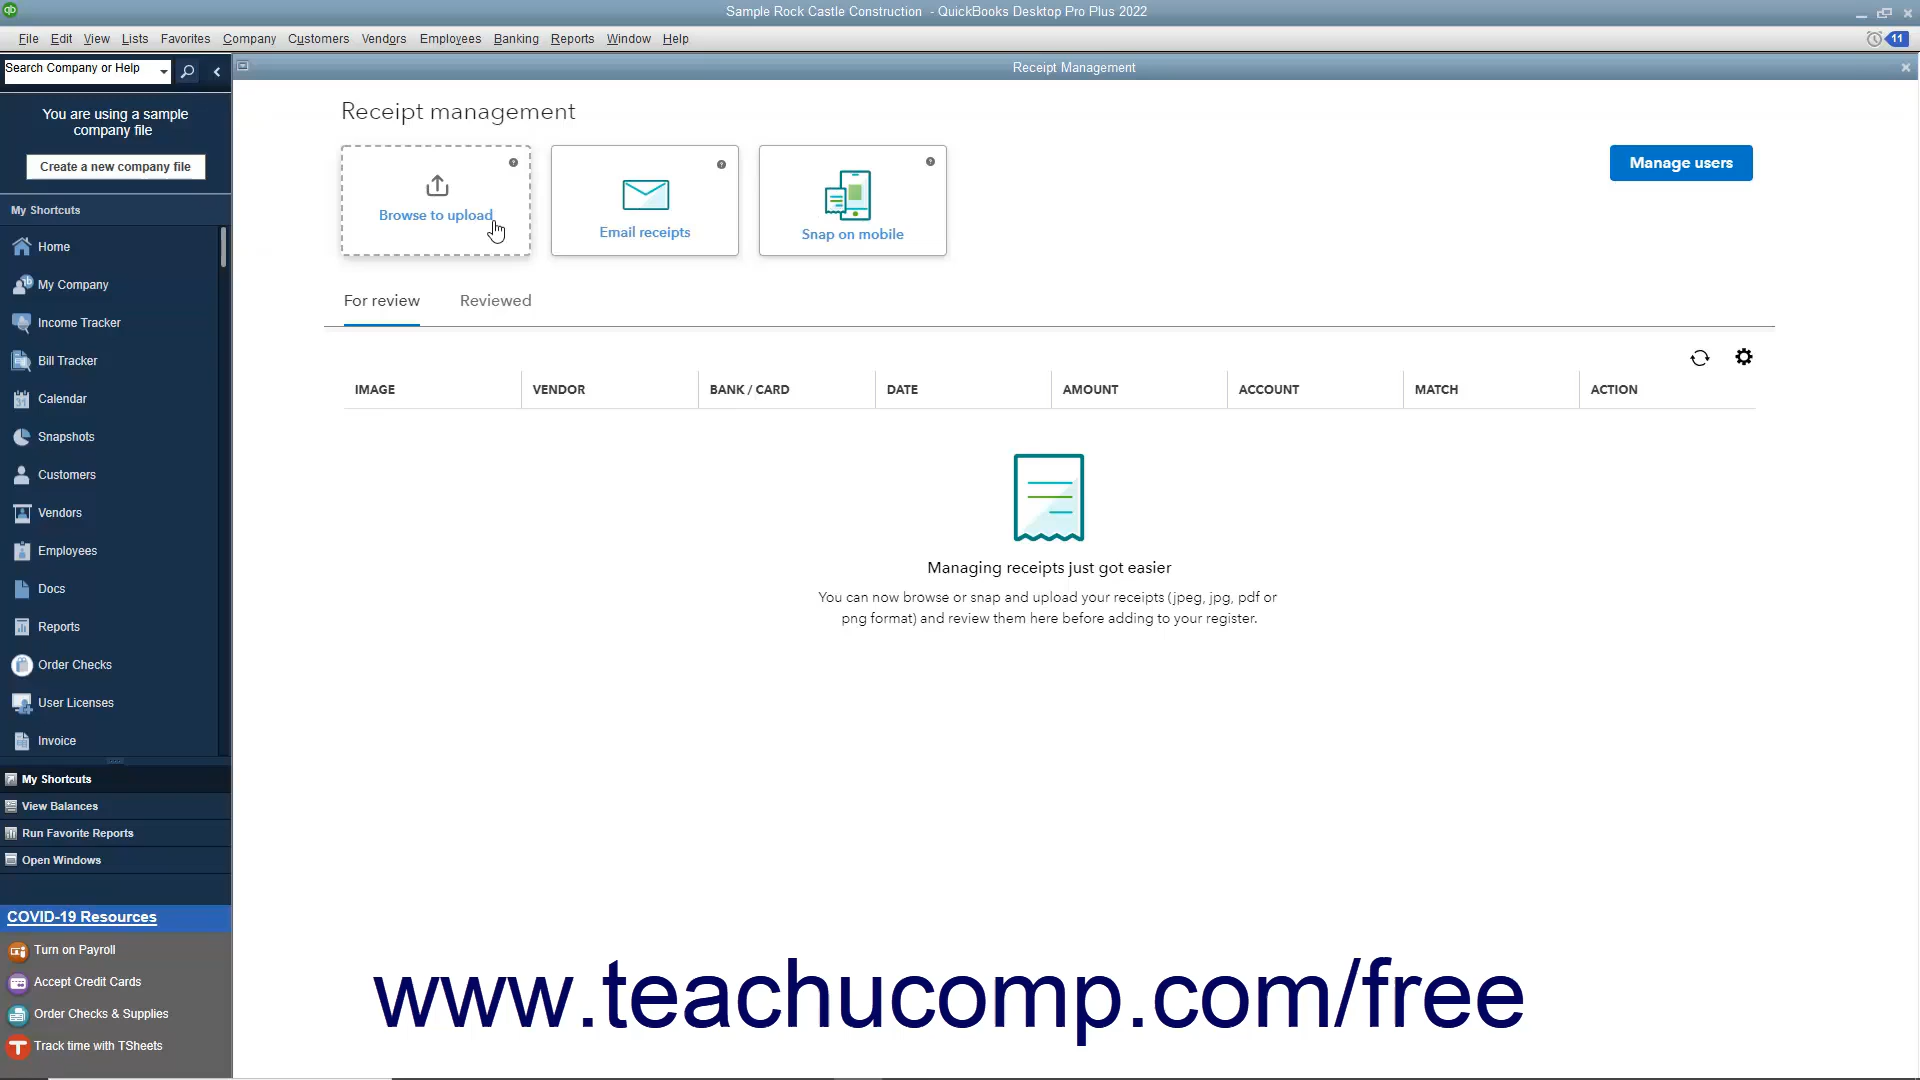 Sample Rock Castle Construction - QuickBooks Desktop Pro Plus 2022
File Edit View Lists Favorites Company Customers Vendors Employees Banking Reports Window Help
11
Search Company or Help
Receipt Management
You are using a sample
company file
Create a new company file
My Shortcuts
Home
My Company
Income Tracker
Bill Tracker
Calendar
Snapshots
Customers
Vendors
Employees
Docs
Reports
Order Checks
User Licenses
Invoice
My Shortcuts
View Balances
Run Favorite Reports
Open Windows
COVID-19 Resources
Turn on Payroll
Accept Credit Cards
Order Checks & Supplies
Track time with TSheets
Receipt management
Browse to upload
Email receipts
Snap on mobile
Manage users
For review Reviewed
IMAGE VENDOR BANK / CARD DATE AMOUNT ACCOUNT MATCH ACTION
Managing receipts just got easier
You can now browse or snap and upload your receipts (jpeg, jpg, pdf or
png format) and review them here before adding to your register.
www.teachucomp.com/free